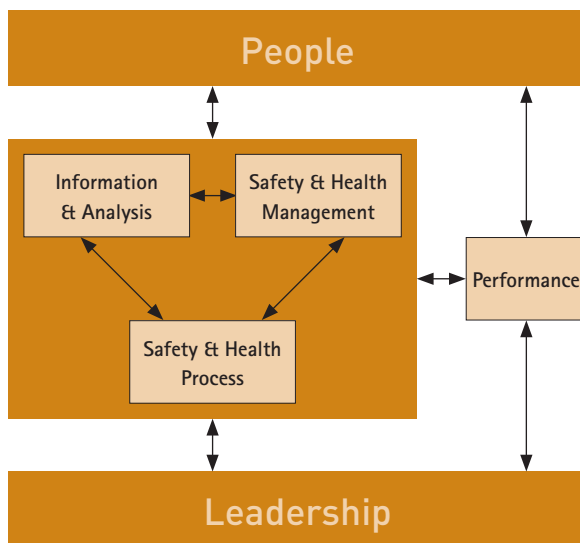 People
Information
& Analysis
Safety & Health
Management
Performance
Safety & Health
Process
Leadership